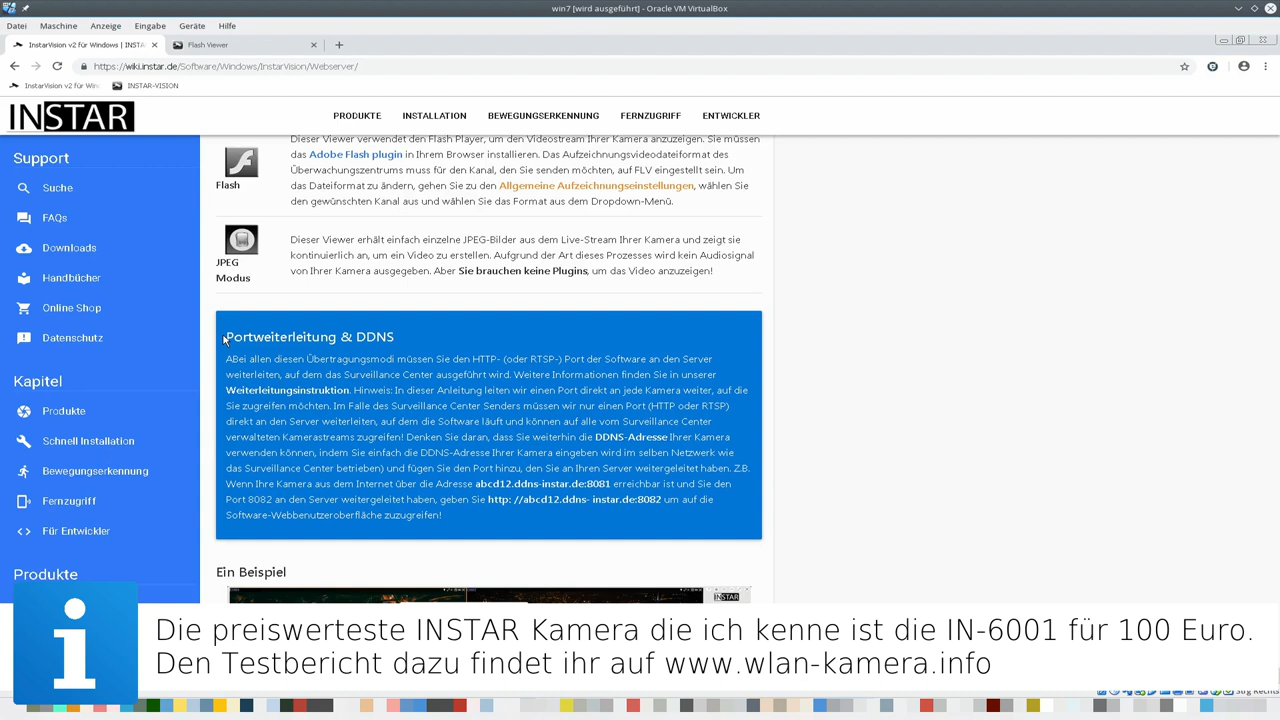 win7 [wird ausgeführt] - Oracle VM VirtualBox
Datei Maschine Anzeige Eingabe Geräte Hilfe
InstarVision v2 für Windows | INSTA
Flash Viewer
https://wiki.instar.de/Software/Windows/InstarVision/Webserver/
InstarVision v2 für Win
INSTAR-VISION
INSTAR
PRODUKTE INSTALLATION BEWEGUNGSERKENNUNG FERNZUGRIFF ENTWICKLER
Support
Suche
FAQs
Downloads
Handbücher
Online Shop
Datenschutz
Kapitel
Produkte
Schnell Installation
Bewegungserkennung
Fernzugriff
Für Entwickler
Produkte
Flash
Dieser Viewer verwendet den Flash Player, um den Videostream Ihrer Kamera anzuzeigen. Sie müssen
das Adobe Flash plugin in Ihrem Browser installieren. Das Aufzeichnungsvideodateiformat des
Überwachungszentrums muss für den Kanal, den Sie senden möchten, auf FLV eingestellt sein. Um
das Dateiformat zu ändern, gehen Sie zu den Allgemeine Aufzeichnungseinstellungen, wählen Sie
den gewünschten Kanal aus und wählen Sie das Format aus dem Dropdown-Menü.
JPEG
Modus
Dieser Viewer erhält einfach einzelne JPEG-Bilder aus dem Live-Stream Ihrer Kamera und zeigt sie
kontinuierlich an, um ein Video zu erstellen. Aufgrund der Art dieses Prozesses wird kein Audiosignal
von Ihrer Kamera ausgegeben. Aber Sie brauchen keine Plugins, um das Video anzuzeigen!
Portweiterleitung & DDNS
ABei allen diesen Übertragungsmodi müssen Sie den HTTP- (oder RTSP-) Port der Software an den Server
weiterleiten, auf dem das Surveillance Center ausgeführt wird. Weitere Informationen finden Sie in unserer
Weiterleitungsinstruktion. Hinweis: In dieser Anleitung leiten wir einen Port direkt an jede Kamera weiter, auf die
Sie zugreifen möchten. Im Falle des Surveillance Center Senders müssen wir nur einen Port (HTTP oder RTSP)
direkt an den Server weiterleiten, auf dem die Software läuft und können auf alle vom Surveillance Center
verwalteten Kamerastreams zugreifen! Denken Sie daran, dass Sie weiterhin die DDNS-Adresse Ihrer Kamera
verwenden können, indem Sie einfach die DDNS-Adresse Ihrer Kamera eingeben wird im selben Netzwerk wie
das Surveillance Center betrieben) und fügen Sie den Port hinzu, den Sie an Ihren Server weitergeleitet haben. Z.B.
Wenn Ihre Kamera aus dem Internet über die Adresse abcd12.ddns-instar.de:8081 erreichbar ist und Sie den
Port 8082 an den Server weitergeleitet haben, geben Sie http: //abcd12.ddns- instar.de:8082 um auf die
Software-Webbenutzeroberfläche zuzugreifen!
Ein Beispiel
INSTAR
Die preiswerteste INSTAR Kamera die ich kenne ist die IN-6001 für 100 Euro.
Den Testbericht dazu findet ihr auf www.wlan-kamera.info
Strg Rechts